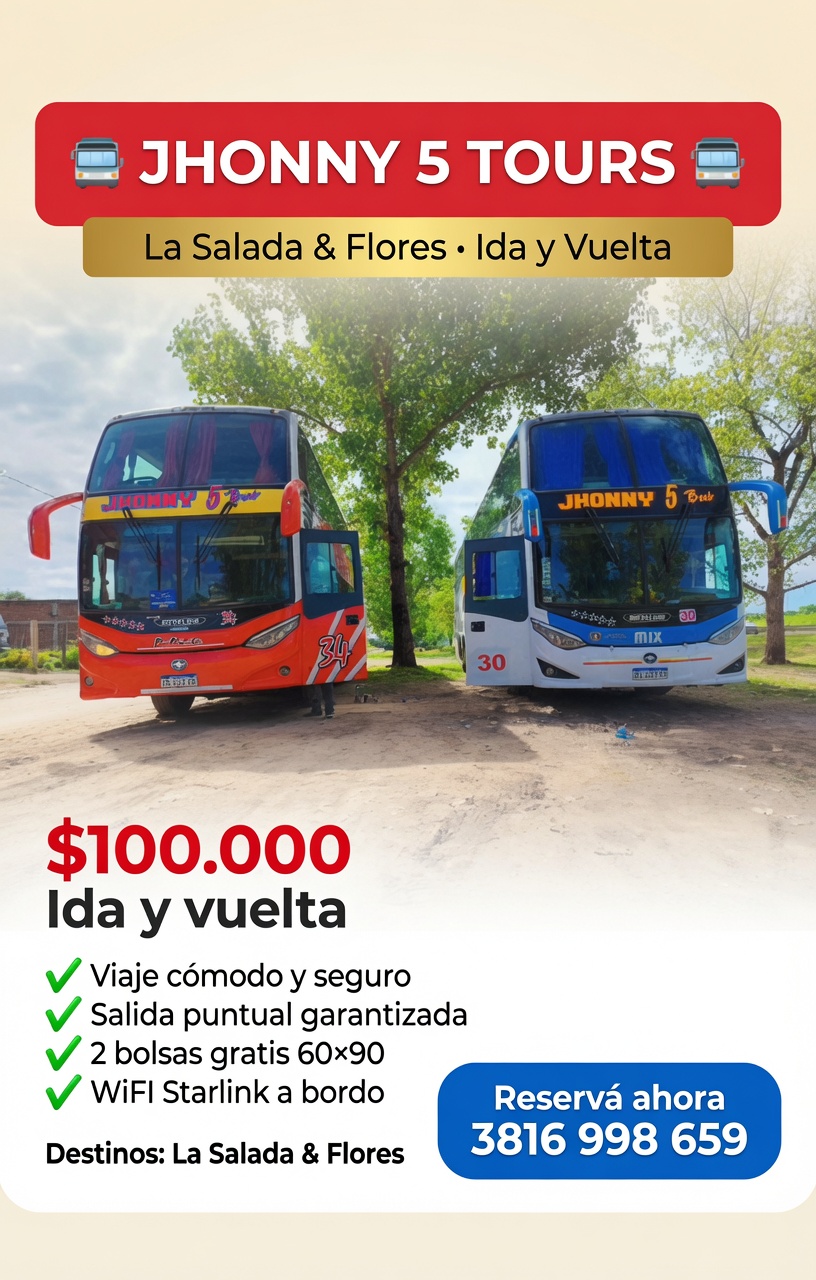 JHONNY 5 TOURS
La Salada & Flores • Ida y Vuelta
JHONNY 5
JHONNY 5
34
30
MIX
30
$100.000
Ida y vuelta
✔ Viaje cómodo y seguro
✔ Salida puntual garantizada
✔ 2 bolsas gratis 60×90
✔ WiFI Starlink a bordo
Destinos: La Salada & Flores
Reservá ahora
3816 998 659